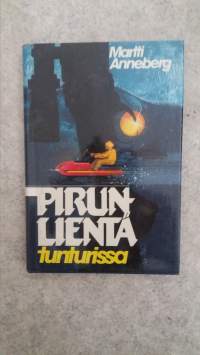 Martti
Anneberg
PIRUN-
LIENTÄ
tunturissa